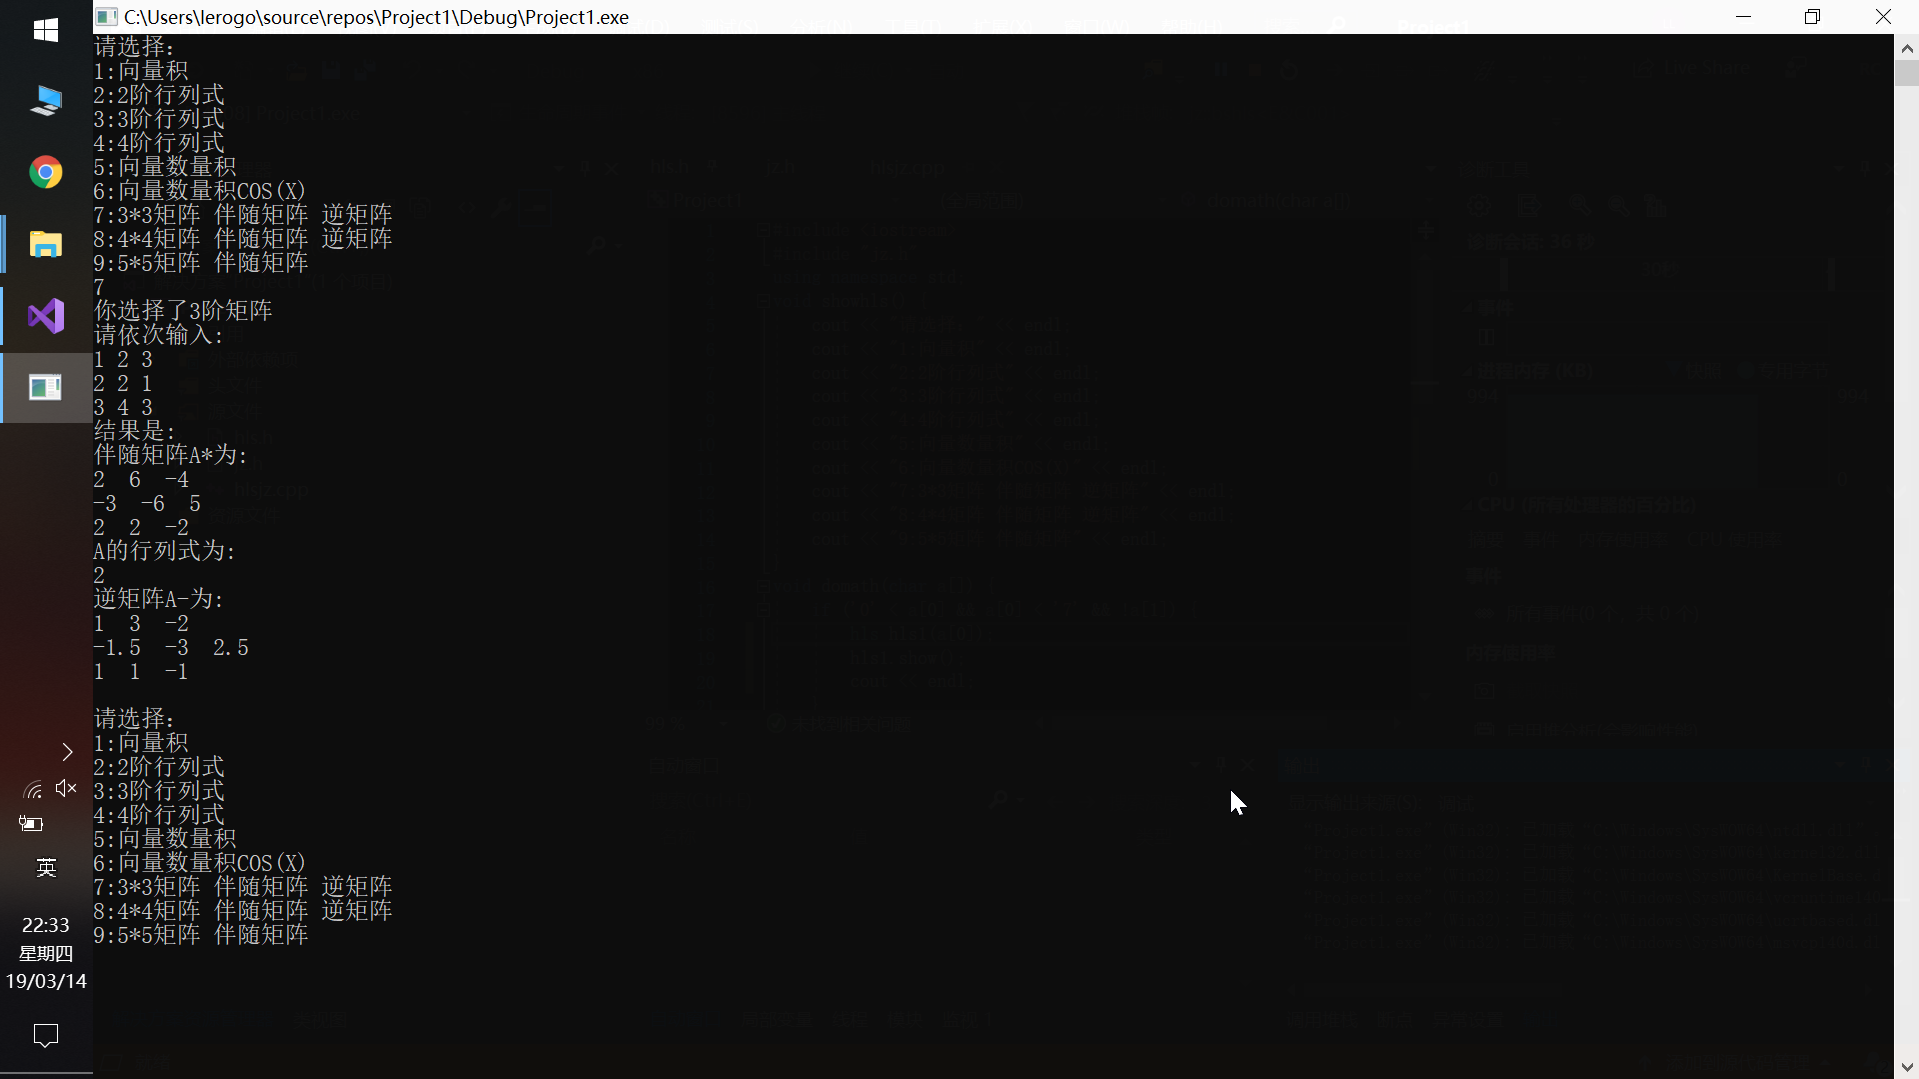 C:\Users\lerogo\source\repos\Project1\Debug\Project1.exe
请选择:
1:向量积
2:2阶行列式
3:3阶行列式
4:4阶行列式
5:向量数量积
6:向量数量积COS(X)
7:3*3矩阵 伴随矩阵 逆矩阵
8:4*4矩阵 伴随矩阵 逆矩阵
9:5*5矩阵 伴随矩阵
7
你选择了3阶矩阵
请依次输入:
1 2 3
2 2 1
3 4 3
结果是:
伴随矩阵A*为:
2  6  -4
-3  -6  5
2  2  -2
A的行列式为:
2
逆矩阵A-为:
1  3  -2
-1.5  -3  2.5
1  1  -1
请选择:
1:向量积
2:2阶行列式
3:3阶行列式
4:4阶行列式
5:向量数量积
6:向量数量积COS(X)
7:3*3矩阵 伴随矩阵 逆矩阵
8:4*4矩阵 伴随矩阵 逆矩阵
9:5*5矩阵 伴随矩阵
英
22:33
星期四
19/03/14